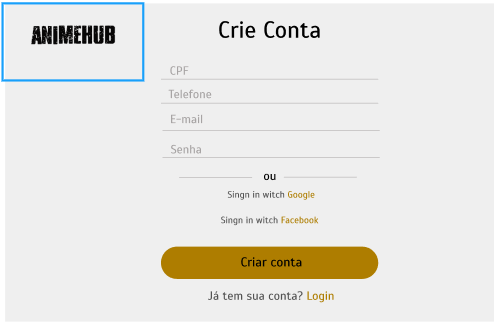 ANIMEHUB
Crie Conta
CPF
Telefone
E-mail
Senha
ou
Singn in witch Google
Singn in witch Facebook
Criar conta
Já tem sua conta? Login